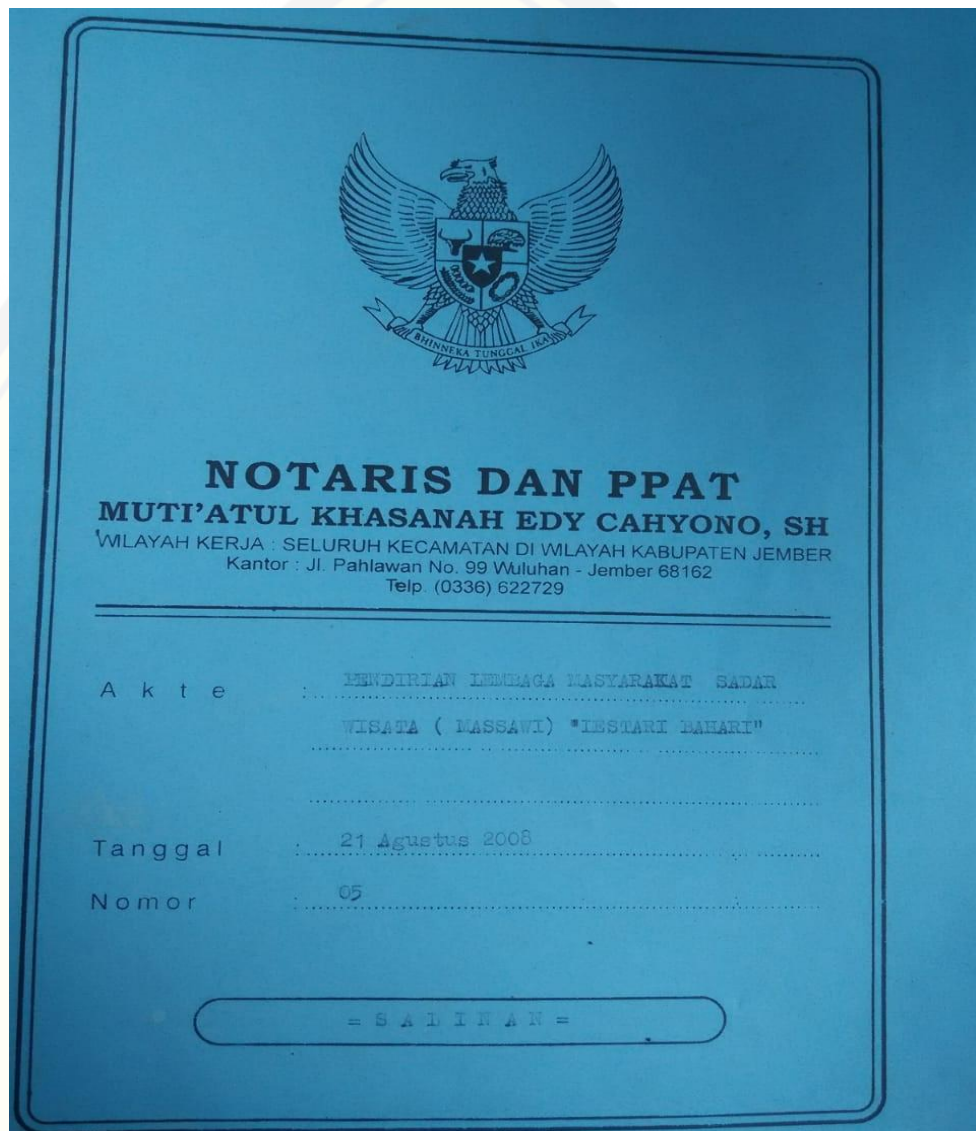 BHINNEKA TUNGGAL IKA
NOTARIS DAN PPAT
MUTI'ATUL KHASANAH EDY CAHYONO, SH
WILAYAH KERJA : SELURUH KECAMATAN DI WILAYAH KABUPATEN JEMBER
Kantor : Jl. Pahlawan No. 99 Wuluhan - Jember 68162
Telp. (0336) 622729
Akte : PENDIRIAN LEMBAGA MASYARAKAT SADAR
WISATA ( MASSAWI) "LESTARI BAHARI"
Tanggal : 21 Agustus 2008
Nomor : 05
= S A L I N A N =